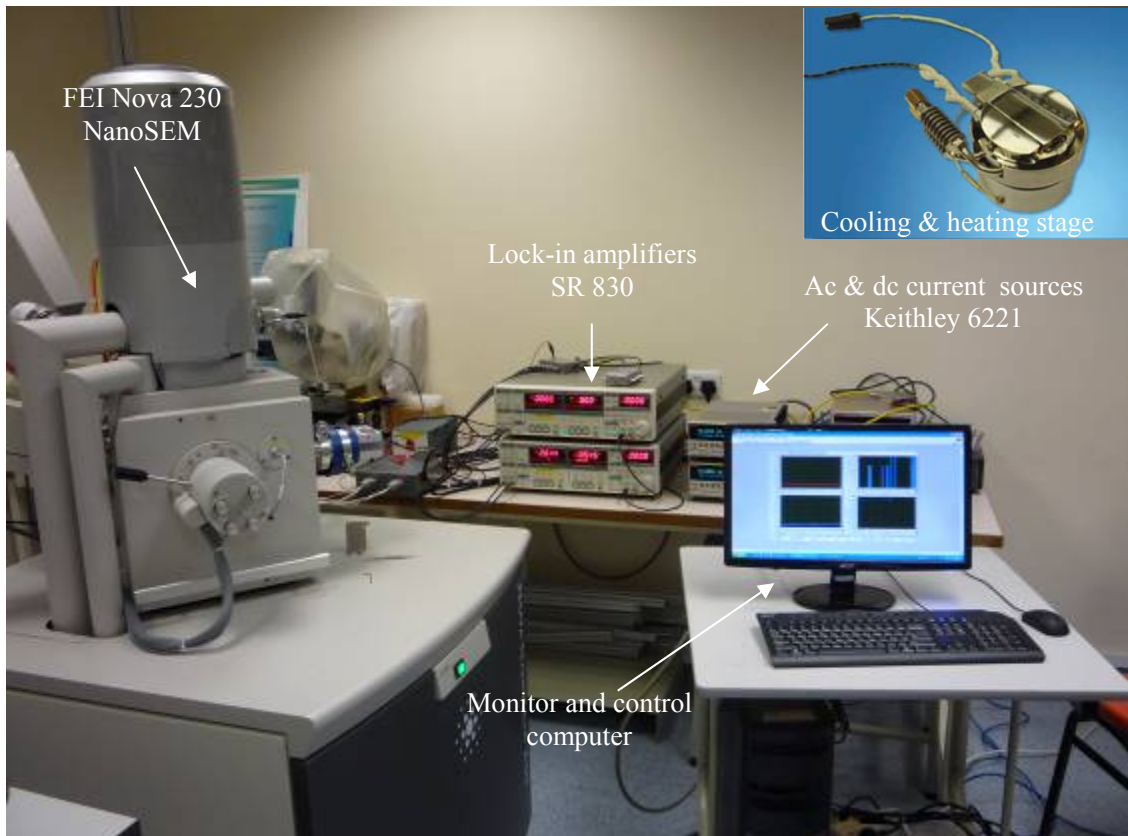 FEI Nova 230
NanoSEM
Cooling & heating stage
Lock-in amplifiers
SR 830
Ac & dc current sources
Keithley 6221
Monitor and control
computer